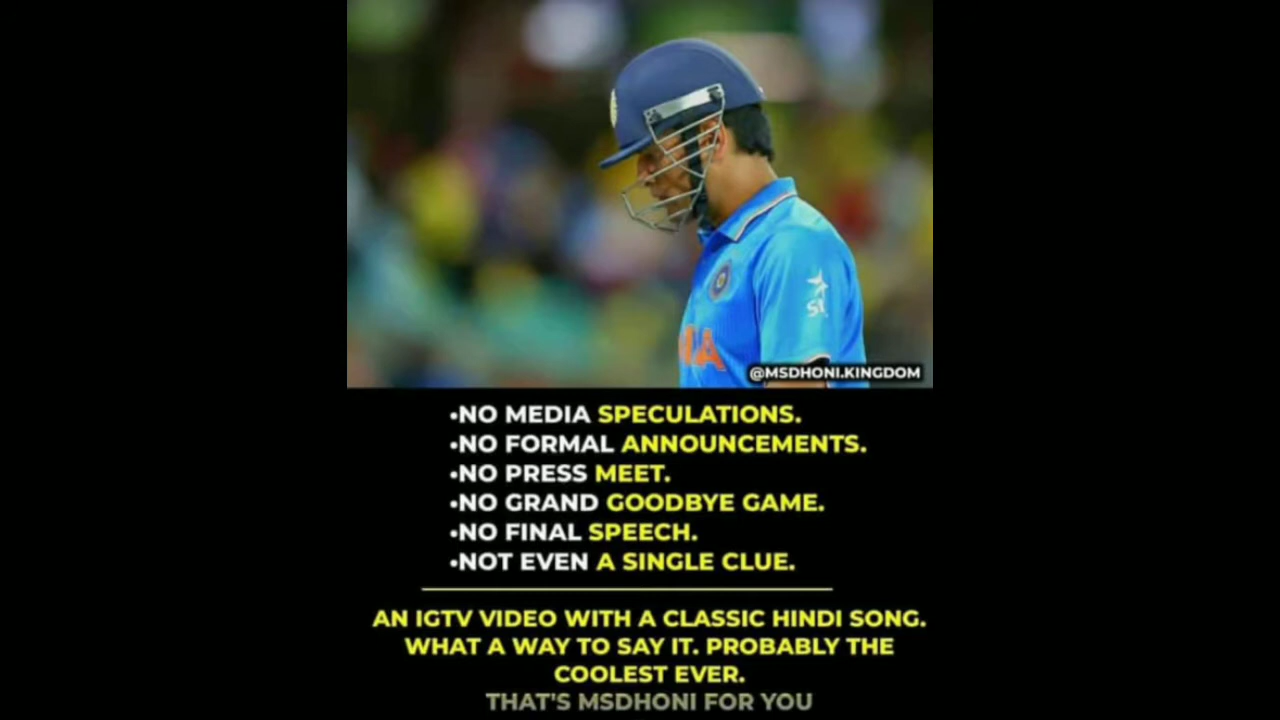 SI
IA
@MSDHONI.KINGDOM
•NO MEDIA SPECULATIONS.
•NO FORMAL ANNOUNCEMENTS.
•NO PRESS MEET.
•NO GRAND GOODBYE GAME.
•NO FINAL SPEECH.
•NOT EVEN A SINGLE CLUE.
AN IGTV VIDEO WITH A CLASSIC HINDI SONG.
WHAT A WAY TO SAY IT. PROBABLY THE
COOLEST EVER.
THAT'S MSDHONI FOR YOU